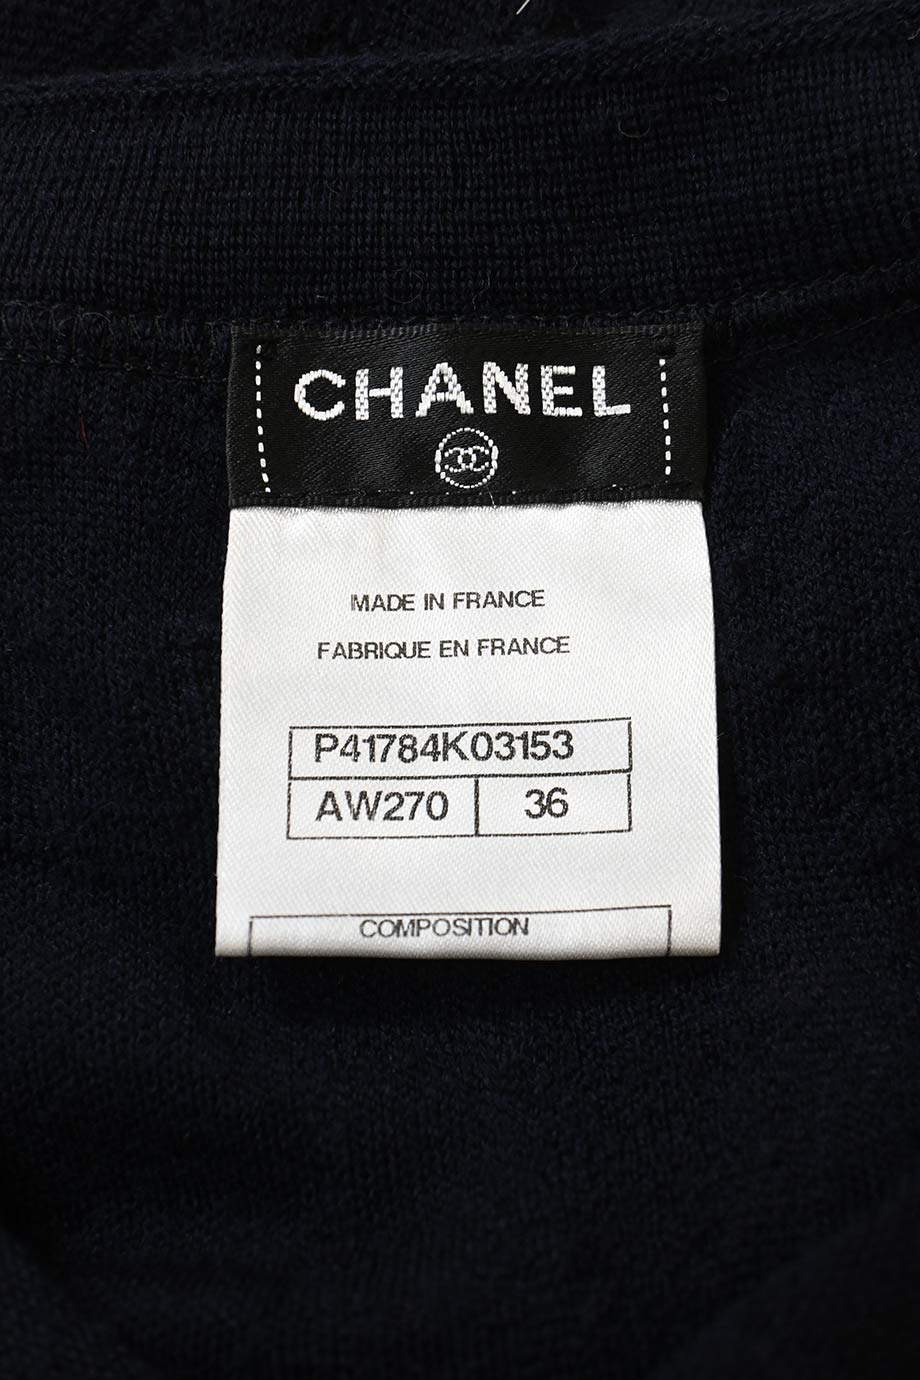 CHANEL
MADE IN FRANCE
FABRIQUE EN FRANCE
P41784K03153
AW270 36
COMPOSITION